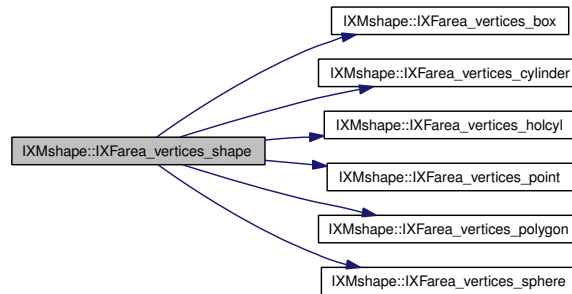 IXMshape::IXFarea_vertices_box
IXMshape::IXFarea_vertices_cylinder
IXMshape::IXFarea_vertices_holcyl
IXMshape::IXFarea_vertices_shape
IXMshape::IXFarea_vertices_point
IXMshape::IXFarea_vertices_polygon
IXMshape::IXFarea_vertices_sphere